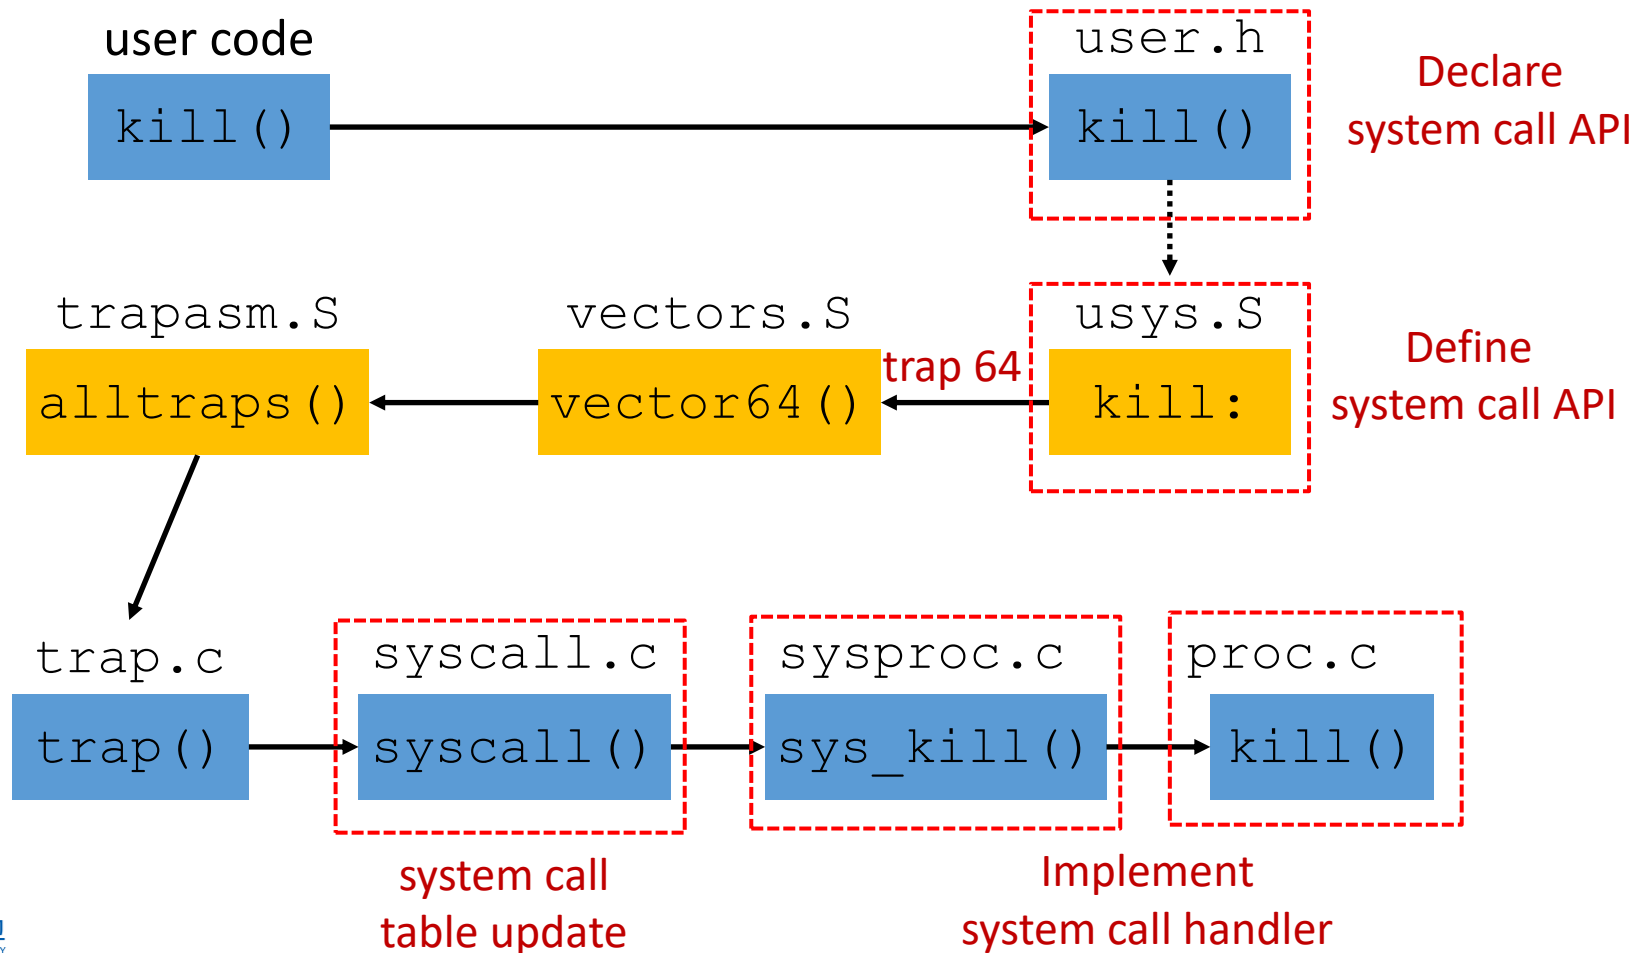 user code
kill()
user.h
kill()
Declare
system call API
trapasm.S
alltraps()
vectors.S
vector64()
trap 64
usys.S
kill:
Define
system call API
trap.c
trap()
syscall.c
syscall()
sysproc.c
sys_kill()
proc.c
kill()
system call
table update
Implement
system call handler